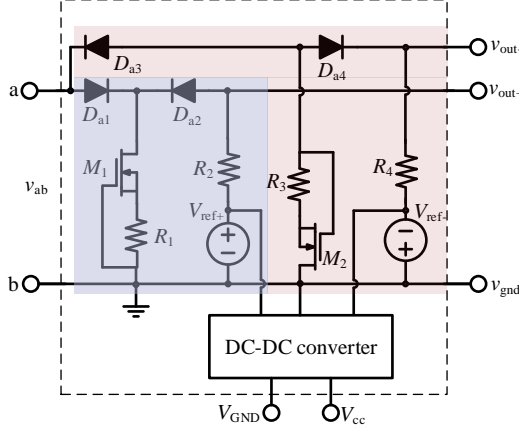 v_out-
D_a3
D_a4
a
D_a1
D_a2
v_out+
M_1
R_2
R_3
R_4
v_ab
V_ref+
V_ref-
R_1
M_2
b
v_gnd
DC-DC converter
V_GND
V_cc